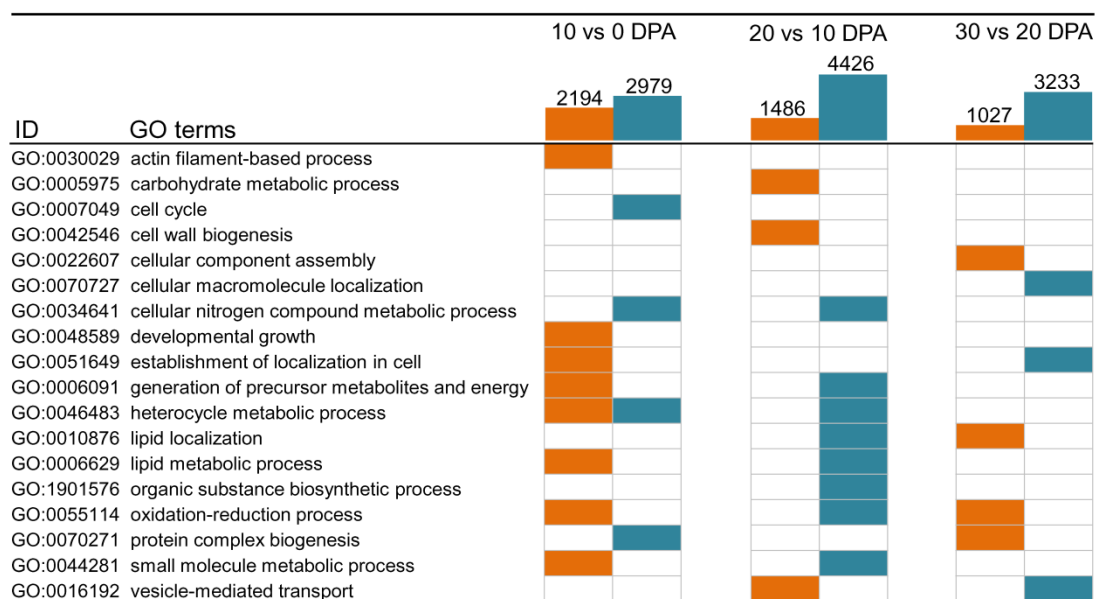 10 vs 0 DPA 20 vs 10 DPA 30 vs 20 DPA
2194 2979 1486 4426 1027 3233
ID GO terms
GO:0030029 actin filament-based process
GO:0005975 carbohydrate metabolic process
GO:0007049 cell cycle
GO:0042546 cell wall biogenesis
GO:0022607 cellular component assembly
GO:0070727 cellular macromolecule localization
GO:0034641 cellular nitrogen compound metabolic process
GO:0048589 developmental growth
GO:0051649 establishment of localization in cell
GO:0006091 generation of precursor metabolites and energy
GO:0046483 heterocycle metabolic process
GO:0010876 lipid localization
GO:0006629 lipid metabolic process
GO:1901576 organic substance biosynthetic process
GO:0055114 oxidation-reduction process
GO:0070271 protein complex biogenesis
GO:0044281 small molecule metabolic process
GO:0016192 vesicle-mediated transport